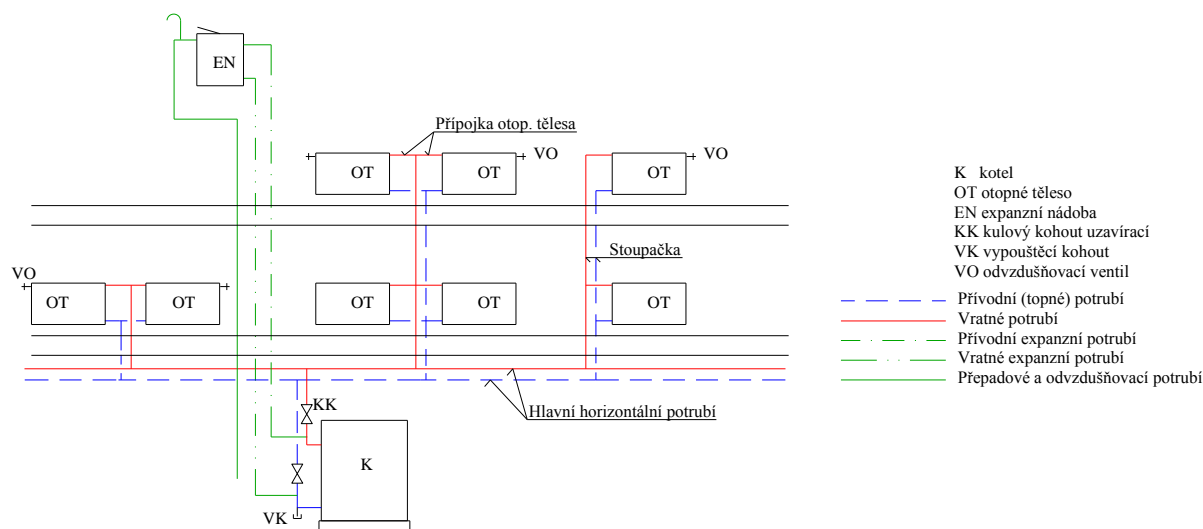 EN
Přípojka otop. tělesa
VO
VO
OT
OT
OT
Stoupačka
VO
OT
OT
OT
OT
OT
KK
Hlavní horizontální potrubí
K
VK
K kotel
OT otopné těleso
EN expanzní nádoba
KK kulový kohout uzavírací
VK vypouštěcí kohout
VO odvzdušňovací ventil
Přívodní (topné) potrubí
Vratné potrubí
Přívodní expanzní potrubí
Vratné expanzní potrubí
Přepadové a odvzdušňovací potrubí